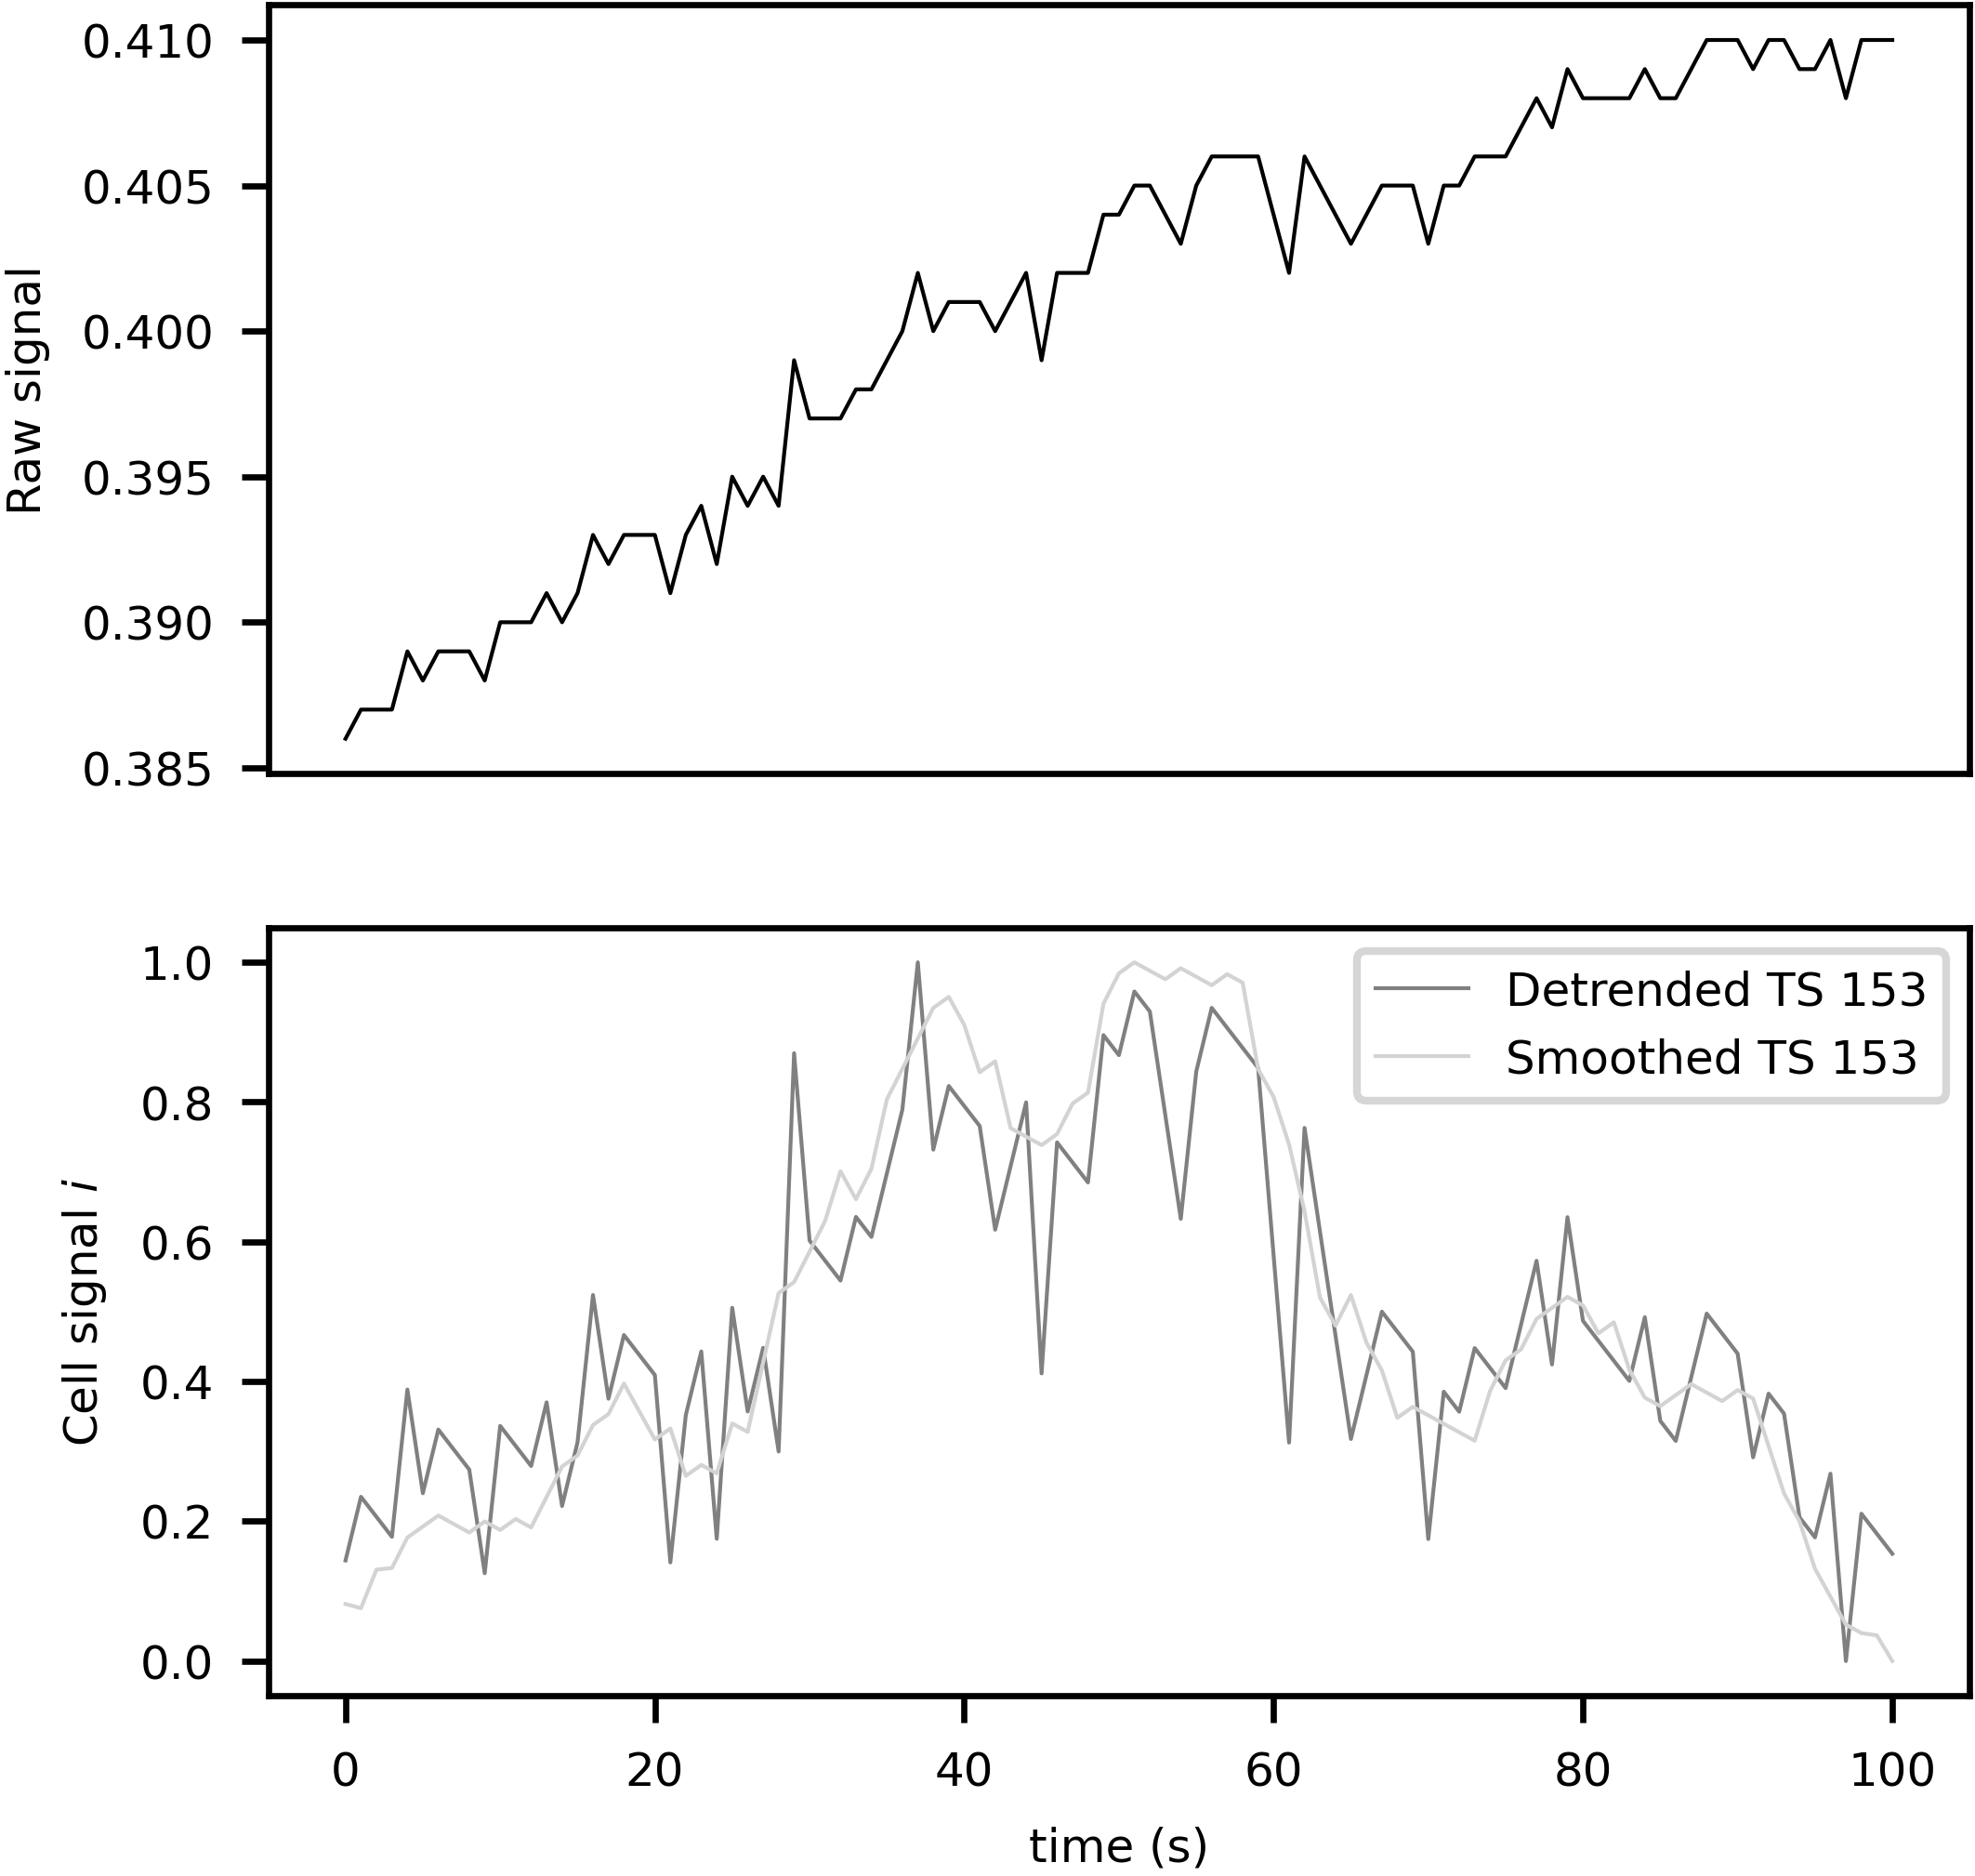 Raw signal
0.410
0.405
0.400
0.395
0.390
0.385
Cell signal i
1.0
0.8
0.6
0.4
0.2
0.0
Detrended TS 153
Smoothed TS 153
0 20 40 60 80 100
time (s)